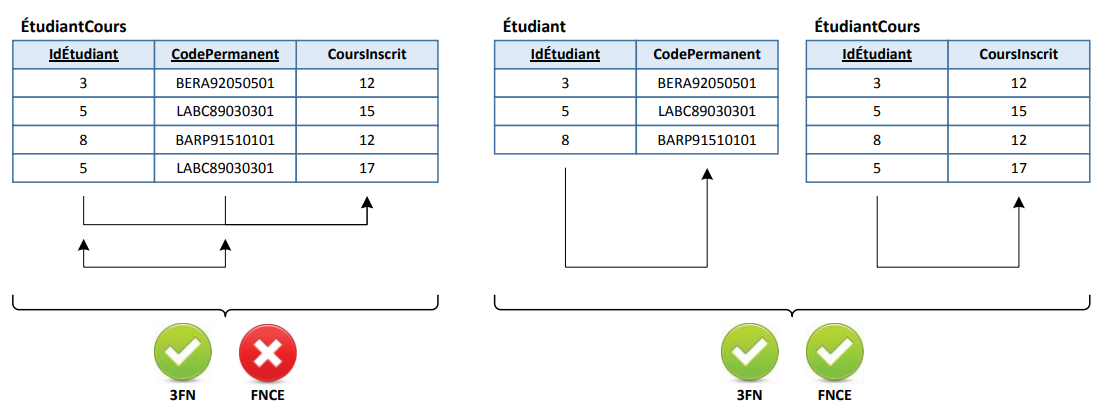 ÉtudiantCours
IdÉtudiant CodePermanent CoursInscrit
3 BERA92050501 12
5 LABC89030301 15
8 BARP91510101 12
5 LABC89030301 17
3FN FNCE
Étudiant
IdÉtudiant CodePermanent
3 BERA92050501
5 LABC89030301
8 BARP91510101
ÉtudiantCours
IdÉtudiant CoursInscrit
3 12
5 15
8 12
5 17
3FN FNCE